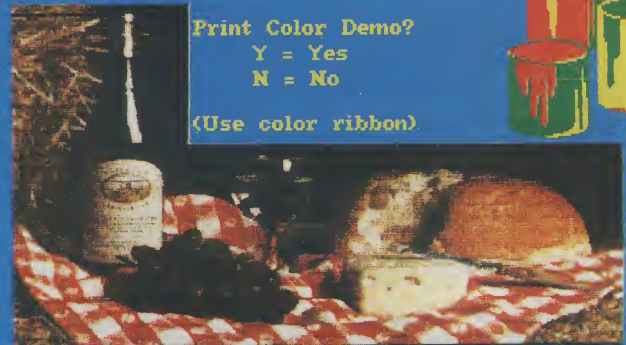 Print Color Demo?
Y = Yes
N = No
(Use color ribbon)